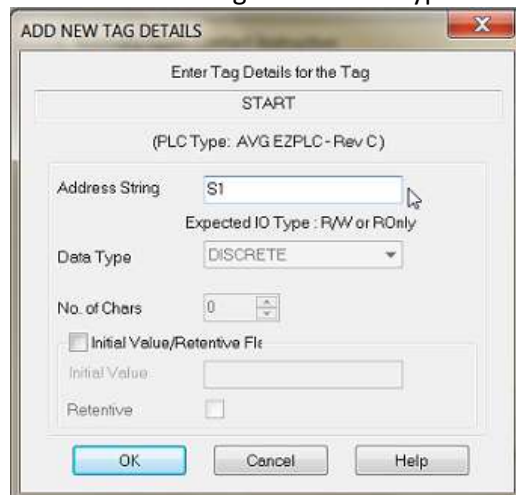 ADD NEW TAG DETAILS
Enter Tag Details for the Tag
START
(PLC Type: AVG EZPLC - Rev C)
Address String S1
Expected IO Type : R/W or ROnly
Data Type DISCRETE
No. of Chars 0
Initial Value/Retentive Fla
Initial Value
Retentive
OK Cancel Help